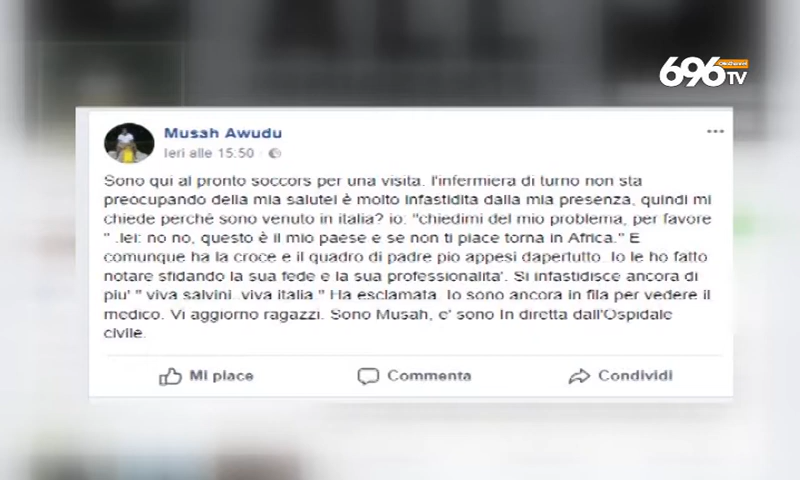 696 TV
Musah Awudu
Ieri alle 15:50
Sono qui al pronto soccors per una visita. l'infermiera di turno non sta
preocupando della mia salutei è molto infastidita dalla mia presenza, quindi mi
chiede perché sono venuto in italia? io: "chiedimi del mio problema, per favore
" .lei: no no, questo è il mio paese e se non ti piace torna in Africa." E
comunque ha la croce e il quadro di padre pio appesi dapertutto. Io le ho fatto
notare sfidando la sua fede e la sua professionalita'. Si infastidisce ancora di
piu' " viva salvini..viva italia " Ha esclamata. Io sono ancora in fila per vedere il
medico. Vi aggiorno ragazzi. Sono Musah, e' sono In diretta dall'Ospidale
civile.
Mi piace
Commenta
Condividi